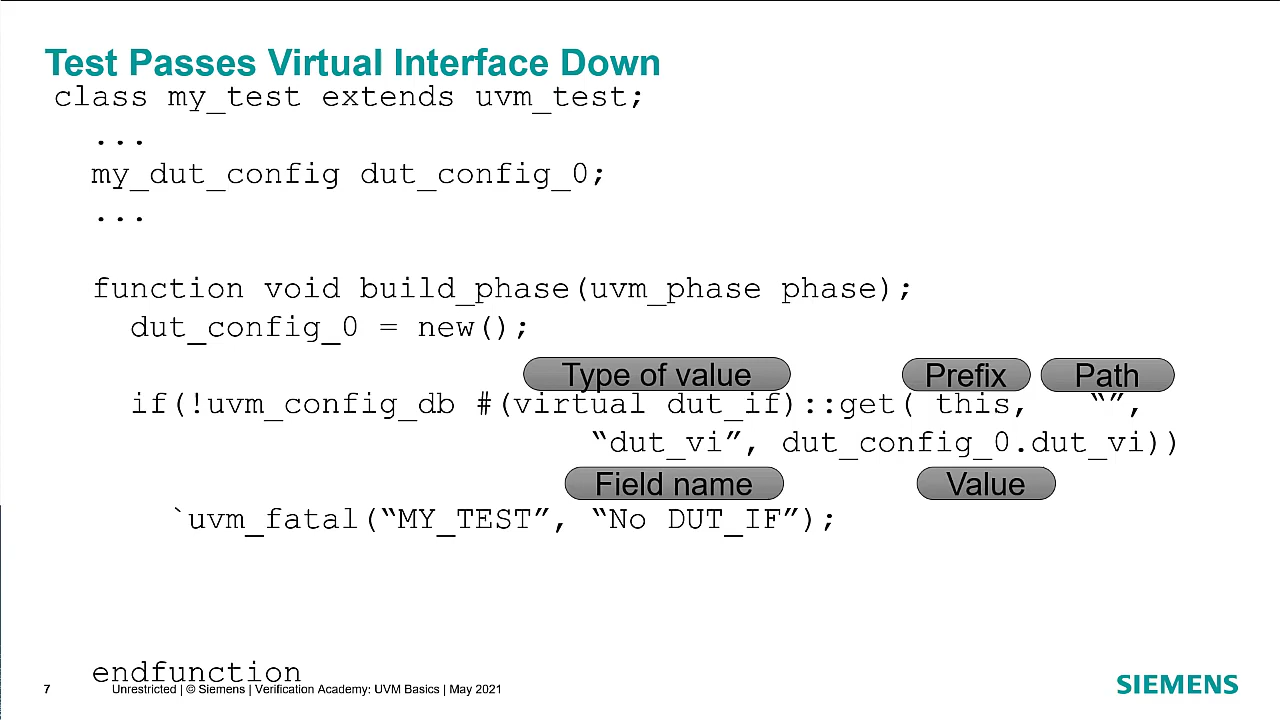 Test Passes Virtual Interface Down
class my_test extends uvm_test;
...
my_dut_config dut_config_0;
...
function void build_phase(uvm_phase phase);
dut_config_0 = new();
Type of value Prefix Path
if(!uvm_config_db #(virtual dut_if)::get( this, “”,
“dut_vi”, dut_config_0.dut_vi))
Field name Value
`uvm_fatal(“MY_TEST”, “No DUT_IF”);
endfunction
7 Unrestricted | © Siemens | Verification Academy: UVM Basics | May 2021
SIEMENS